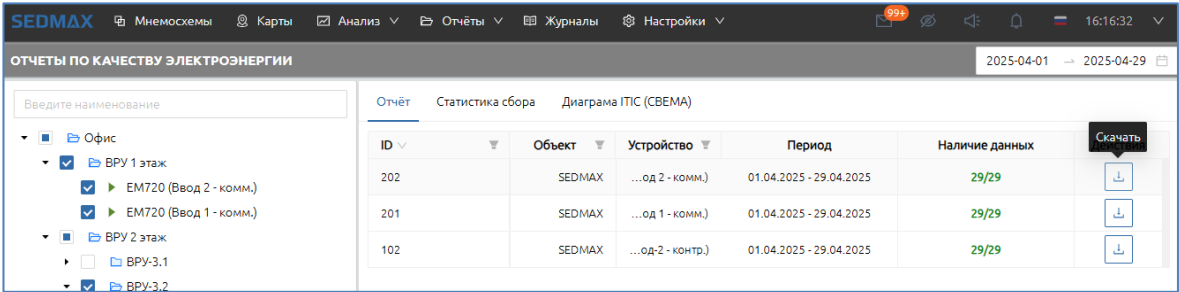 SEDMAX Мнемосхемы Карты Анализ Отчёты Журналы Настройки 99+ 16:16:32
ОТЧЕТЫ ПО КАЧЕСТВУ ЭЛЕКТРОЭНЕРГИИ 2025-04-01 → 2025-04-29
Введите наименование
Офис
ВРУ 1 этаж
EM720 (Ввод 2 - комм.)
EM720 (Ввод 1 - комм.)
ВРУ 2 этаж
ВРУ-3.1
ВРУ-3.2
Отчёт Статистика сбора Диаграма ITIC (CBEMA)
Скачать
ID Объект Устройство Период Наличие данных Действия
202 SEDMAX ...од 2 - комм.) 01.04.2025 - 29.04.2025 29/29
201 SEDMAX ...од 1 - комм.) 01.04.2025 - 29.04.2025 29/29
102 SEDMAX ...од-2 - контр.) 01.04.2025 - 29.04.2025 29/29